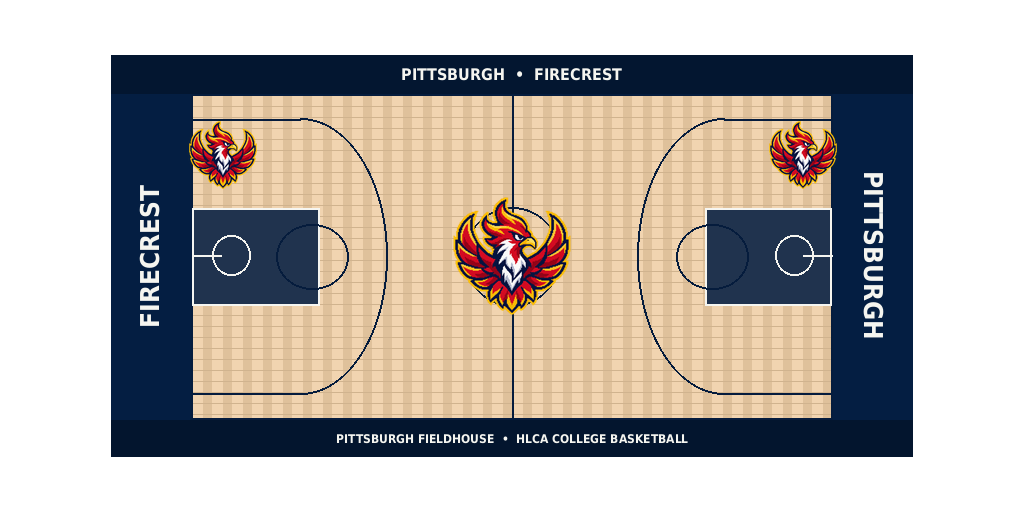 PITTSBURGH • FIRECREST
FIRECREST
PITTSBURGH
PITTSBURGH FIELDHOUSE • HLCA COLLEGE BASKETBALL